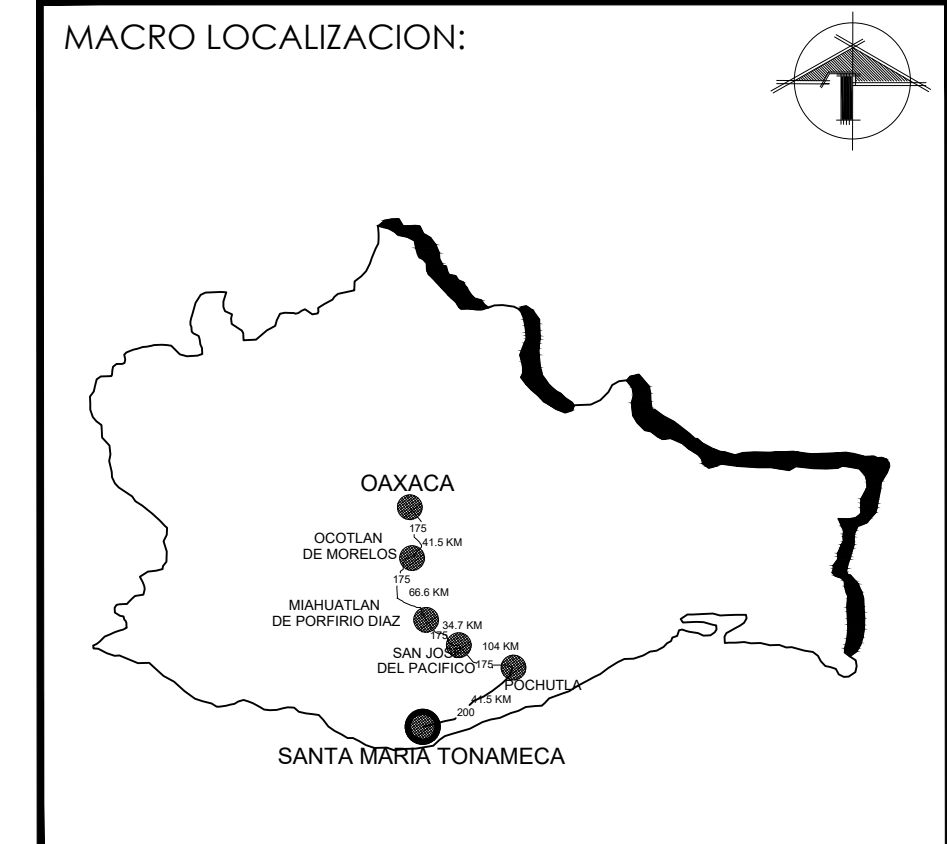 MACRO LOCALIZACION:
OAXACA
175
41.5 KM
OCOTLAN
DE MORELOS
175
66.6 KM
MIAHUATLAN
DE PORFIRIO DIAZ
34.7 KM
175
104 KM
SAN JOSE
DEL PACIFICO
175
POCHUTLA
41.5 KM
200
SANTA MARIA TONAMECA